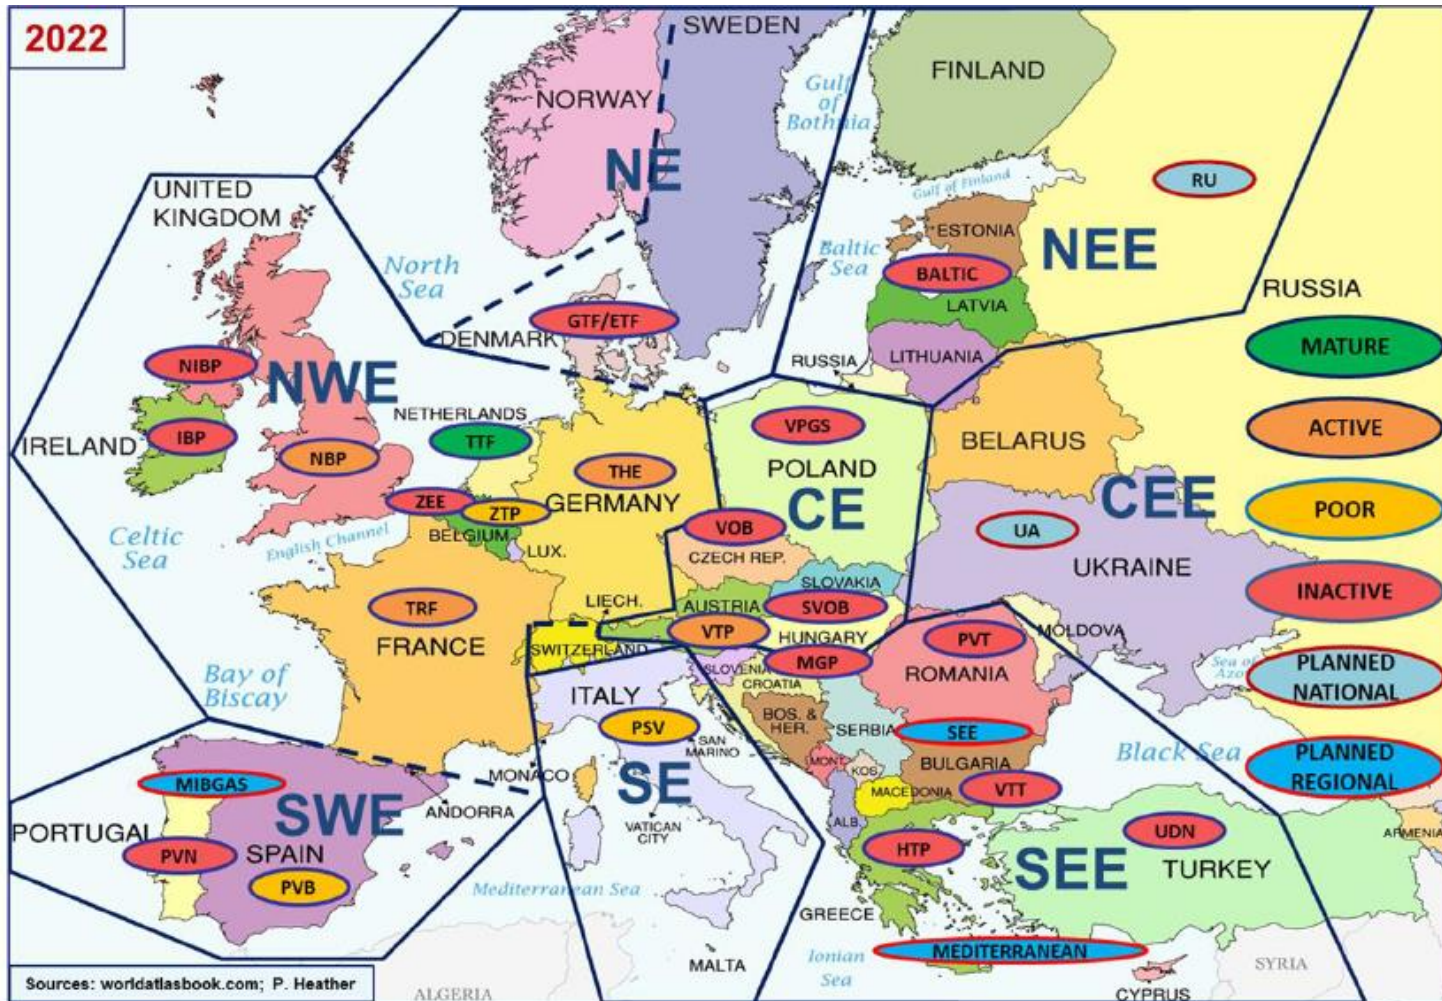 2022
SWEDEN
FINLAND
NORWAY
Gulf
of
Bothnia
NE
RU
Gulf of Finland
UNITED
KINGDOM
ESTONIA
NEE
Baltic
Sea
North
Sea
BALTIC
RUSSIA
LATVIA
GTF/ETF
DENMARK
MATURE
NIBP
NWE
RUSSIA
LITHUANIA
NETHERLANDS
ACTIVE
IRELAND
IBP
TTF
VPGS
BELARUS
NBP
THE
POLAND
GERMANY
CE
CEE
POOR
ZEE
ZTP
VOB
UA
Celtic
Sea
English Channel
BELGIUM
LUX.
CZECH REP.
UKRAINE
SLOVAKIA
INACTIVE
LIECH.
AUSTRIA
SVOB
TRF
FRANCE
VTP
HUNGARY
PVT
MOLDOVA
SWITZERLAND
SLOVENIA
MGP
ROMANIA
Sea of
Azov
PLANNED
NATIONAL
Bay of
Biscay
ITALY
CROATIA
PSV
BOS. &
HER.
SERBIA
SEE
Black Sea
SAN
MARINO
MONACO
MONT.
KOS.
BULGARIA
PLANNED
REGIONAL
MIBGAS
SE
VTT
ANDORRA
MACEDONIA
SWE
ALB.
PORTUGAL
VATICAN
CITY
UDN
ARMENIA
PVN
SPAIN
HTP
SEE
TURKEY
PVB
Mediterranean Sea
GREECE
MEDITERRANEAN
Ionian
Sea
MALTA
SYRIA
Sources: worldatlasbook.com; P. Heather
ALGERIA
CYPRUS